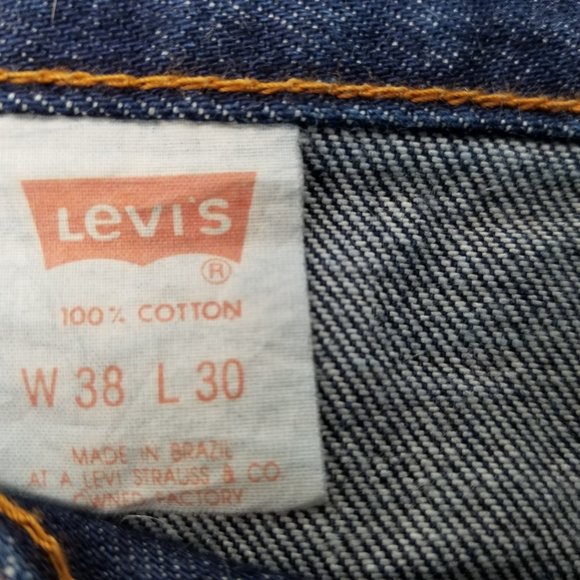 LEVI'S
®
100% COTTON
W 38 L 30
MADE IN BRAZIL
AT A LEVI STRAUSS & CO
OWNED FACTORY